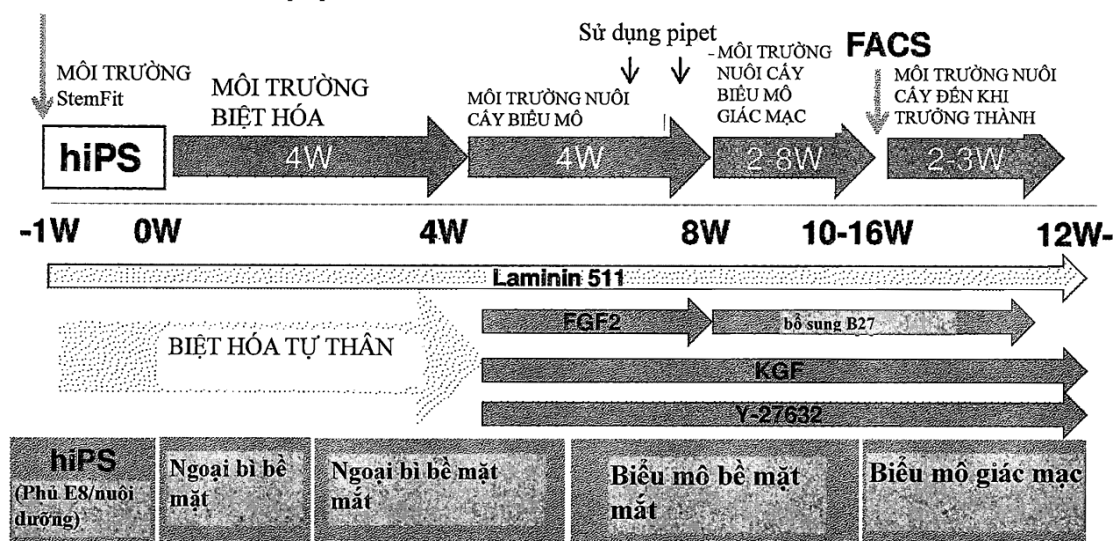 Sử dụng pipet
MÔI TRƯỜNG
StemFit
MÔI TRƯỜNG
BIỆT HÓA
MÔI TRƯỜNG NUÔI
CẤY BIỂU MÔ
MÔI TRƯỜNG
NUÔI CẤY
BIỂU MÔ
GIÁC MẠC
FACS
MÔI TRƯỜNG NUÔI
CẤY ĐẾN KHI
TRƯỞNG THÀNH
hiPS
4W
4W
2-8W
2-3W
-1W
0W
4W
8W
10-16W
12W-
Laminin 511
FGF2
bổ sung B27
BIỆT HÓA TỰ THÂN
KGF
Y-27632
hiPS
(Phủ E8/nuôi
dưỡng)
Ngoại bì bề
mặt
Ngoại bì bề mặt
mắt
Biểu mô bề mặt
mắt
Biểu mô giác mạc